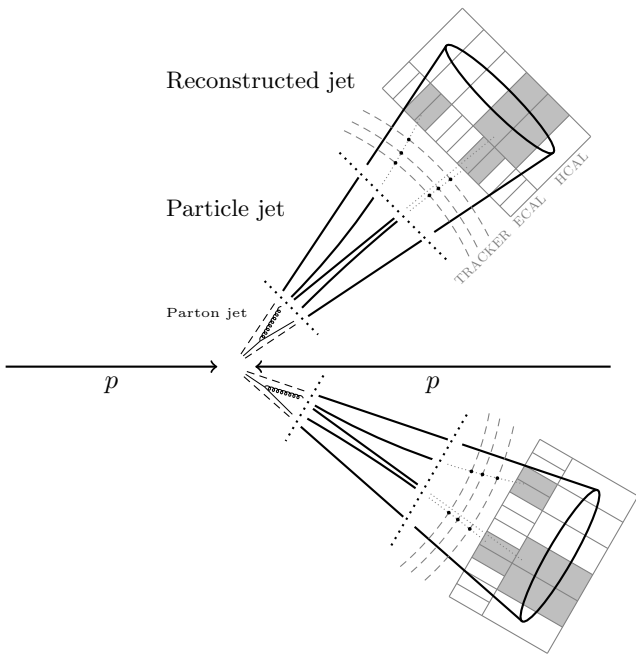 Reconstructed jet
HCAL
ECAL
Particle jet
TRACKER
Parton jet
p
p